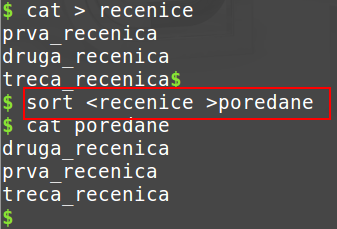 $ cat > recenice
prva_recenica
druga_recenica
treca_recenica$
$ sort <recenice >poredane
$ cat poredane
druga_recenica
prva_recenica
treca_recenica
$